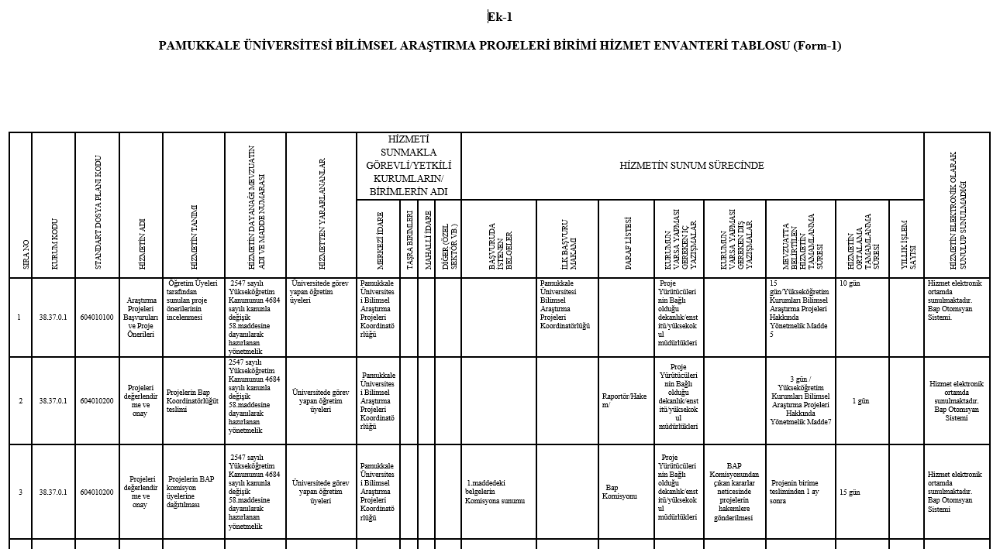 Ek-1
PAMUKKALE ÜNİVERSİTESİ BİLİMSEL ARAŞTIRMA PROJELERİ BİRİMİ HİZMET ENVANTERİ TABLOSU (Form-1)
SIRA NO
KURUM KODU
STANDART DOSYA PLANI KODU
HİZMETİN ADI
HİZMETİN TANIMI
HİZMETİN DAYANAĞI MEVZUATIN
ADI VE MADDE NUMARASI
HİZMETTEN YARARLANANLAR
HİZMETİ
SUNMAKLA
GÖREVLİ/YETKİLİ
KURUMLARIN/
BİRİMLERİN ADI
MERKEZİ İDARE
TAŞRA BİRİMLERİ
MAHALLİ İDARE
DİĞER (ÖZEL
SEKTÖR VB.)
HİZMETİN SUNUM SÜRECİNDE
BAŞVURUDA
İSTENEN
BELGELER
İLK BAŞVURU
MAKAMI
PARAF LİSTESİ
KURUMUN
VARSA YAPMASI
GEREKEN İÇ
YAZIŞMALAR
KURUMUN
VARSA YAPMASI
GEREKEN DIŞ
YAZIŞMALAR
MEVZUATTA
BELİRTİLEN
HİZMETİN
TAMAMLANMA
SÜRESİ
HİZMETİN
ORTALAMA
TAMAMLANMA
SÜRESİ
YILLIK İŞLEM
SAYISI
HİZMETİN ELEKTRONİK OLARAK
SUNULUP SUNULMADIĞI
1
38.37.0.1
604010100
Araştırma
Projeleri
Başvuruları
ve Proje
Önerileri
Öğretim Üyeleri
tarafından
sunulan proje
önerilerinin
incelenmesi
2547 sayılı
Yükseköğretim
Kanununun 4684
sayılı kanunla
değişik
58.maddesine
dayanılarak
hazırlanan
yönetmelik
Üniversitede görev
yapan öğretim
üyeleri
Pamukkale
Üniversites
i Bilimsel
Araştırma
Projeleri
Koordinatö
rlüğü
Pamukkale
Üniversitesi
Bilimsel
Araştırma
Projeleri
Koordinatörlüğü
Proje
Yürütücüleri
nin Bağlı
olduğu
dekanlık/enst
itü/yüksekok
ul
müdürlükleri
15
gün/Yükseköğretim
Kurumları Bilimsel
Araştırma Projeleri
Hakkında
Yönetmelik Madde
5
10 gün
Hizmet elektronik
ortamda
sunulmaktadır.
Bap Otomsyan
Sistemi.
2
38.37.0.1
604010200
Projeleri
değerlendir
me ve
onay
Projelerin Bap
Koordinatörlüğüt
teslimi
2547 sayılı
Yükseköğretim
Kanununun 4684
sayılı kanunla
değişik
58.maddesine
dayanılarak
hazırlanan
yönetmelik
Üniversitede görev
yapan öğretim
üyeleri
Pamukkale
Üniversites
i Bilimsel
Araştırma
Projeleri
Koordinatö
rlüğü
Raportör/Hake
m/
Proje
Yürütücüleri
nin Bağlı
olduğu
dekanlık/enst
itü/yüksekok
ul
müdürlükleri
3 gün /
Yükseköğretim
Kurumları Bilimsel
Araştırma Projeleri
Hakkında
Yönetmelik Madde7
1 gün
Hizmet elektronik
ortamda
sunulmaktadır.
Bap Otomsyan
Sistemi
3
38.37.0.1
604010200
Projeleri
değerlendir
me ve
onay
Projelerin BAP
komisyon
üyelerine
dağıtılması
2547 sayılı
Yükseköğretim
Kanununun 4684
sayılı kanunla
değişik
58.maddesine
dayanılarak
hazırlanan
yönetmelik
Üniversitede görev
yapan öğretim
üyeleri
Pamukkale
Üniversites
i Bilimsel
Araştırma
Projeleri
Koordinatö
rlüğü
1.maddedeki
belgelerin
Komisyona sunumu
Bap
Komisyonu
Proje
Yürütücüleri
nin Bağlı
olduğu
dekanlık/enst
itü/yüksekok
ul
müdürlükleri
BAP
Komisyonundan
çıkan kararlar
neticesinde
projelerin
hakemlere
gönderilmesi
Projenin birime
tesliminden 1 ay
sonra
15 gün
Hizmet elektronik
ortamda
sunulmaktadır.
Bap Otomsyan
Sistemi